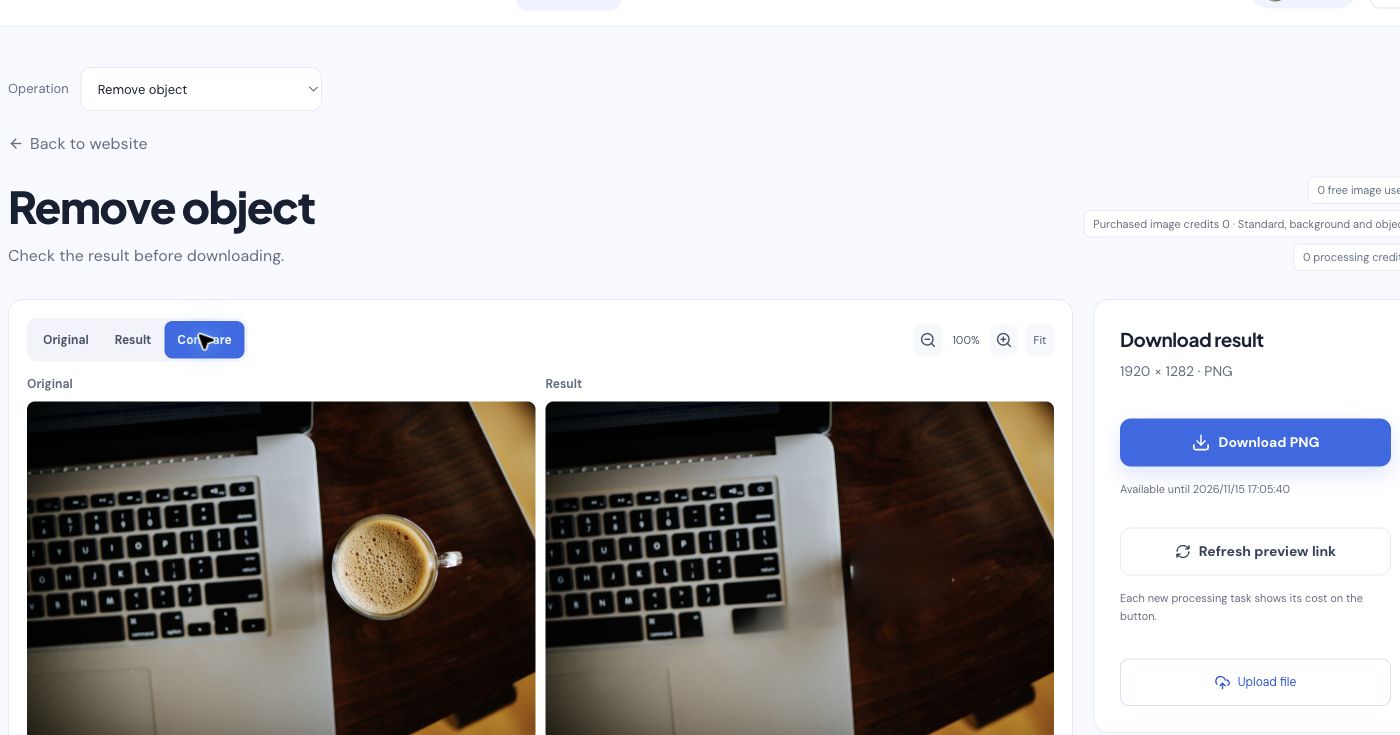 Operation
Remove object
Back to website
Remove object
Check the result before downloading.
0 free image use
Purchased image credits 0 · Standard, background and objec
0 processing credit
Original
Result
100%
Fit
Original
Result
Download result
1920 × 1282 · PNG
Download PNG
Available until 2026/11/15 17:05:40
Refresh preview link
Each new processing task shows its cost on the
button.
Upload file